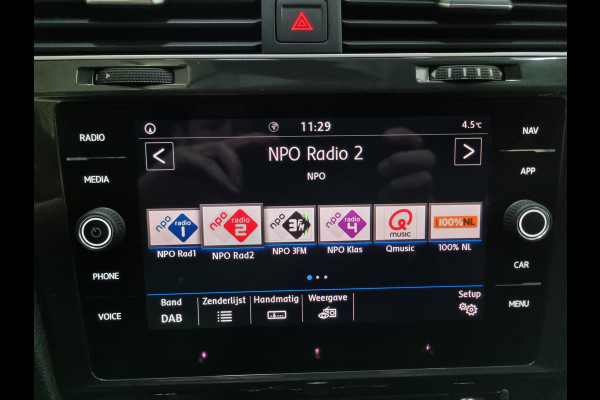 RADIO
11:29
4.5°C
NAV
NPO Radio 2
MEDIA
NPO
APP
npo radio 1
npo radio 2
npo 3FM
npo radio 4
Q music
100%NL
NPO Rad1
NPO Rad2
NPO 3FM
NPO Klas
Qmusic
100% NL
PHONE
CAR
Band
DAB
Zenderlijst
Handmatig
Weergave
Setup
VOICE
MENU